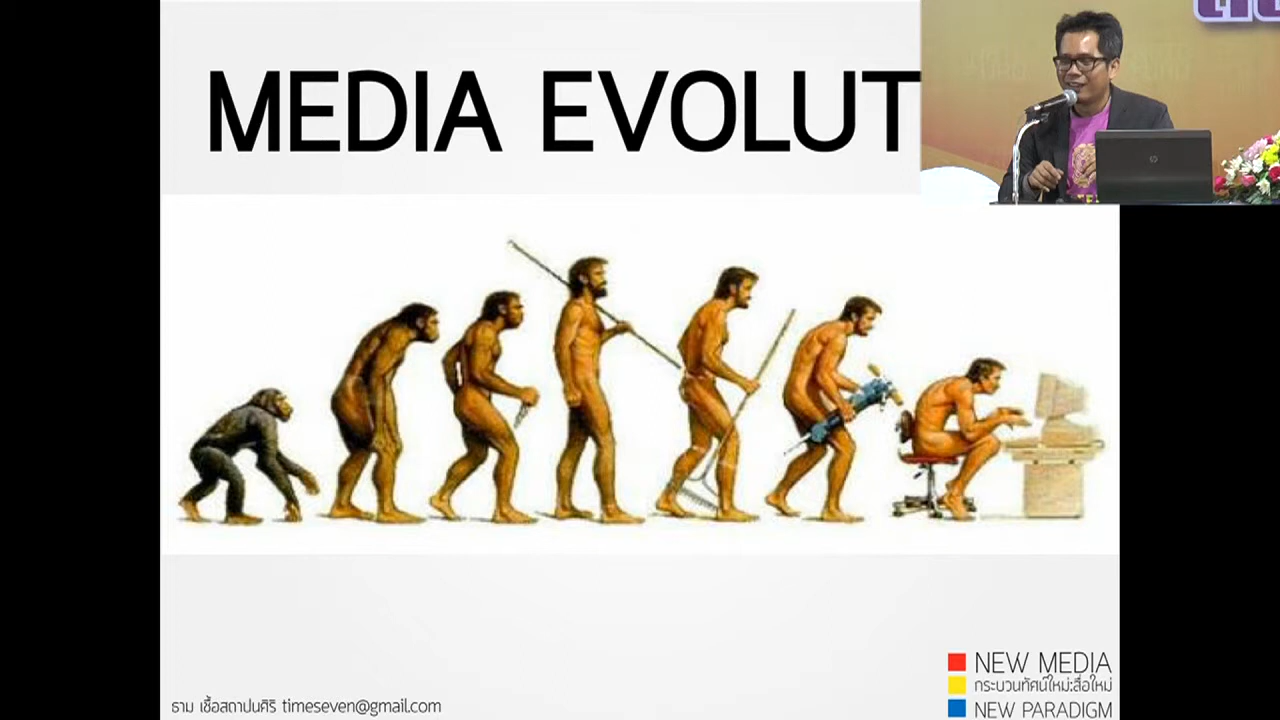 MEDIA EVOLUT
NEW MEDIA
กระบวนทัศน์ใหม่:สื่อใหม่
NEW PARADIGM
ธาม เชื้อสถาปนศิริ timeseven@gmail.com